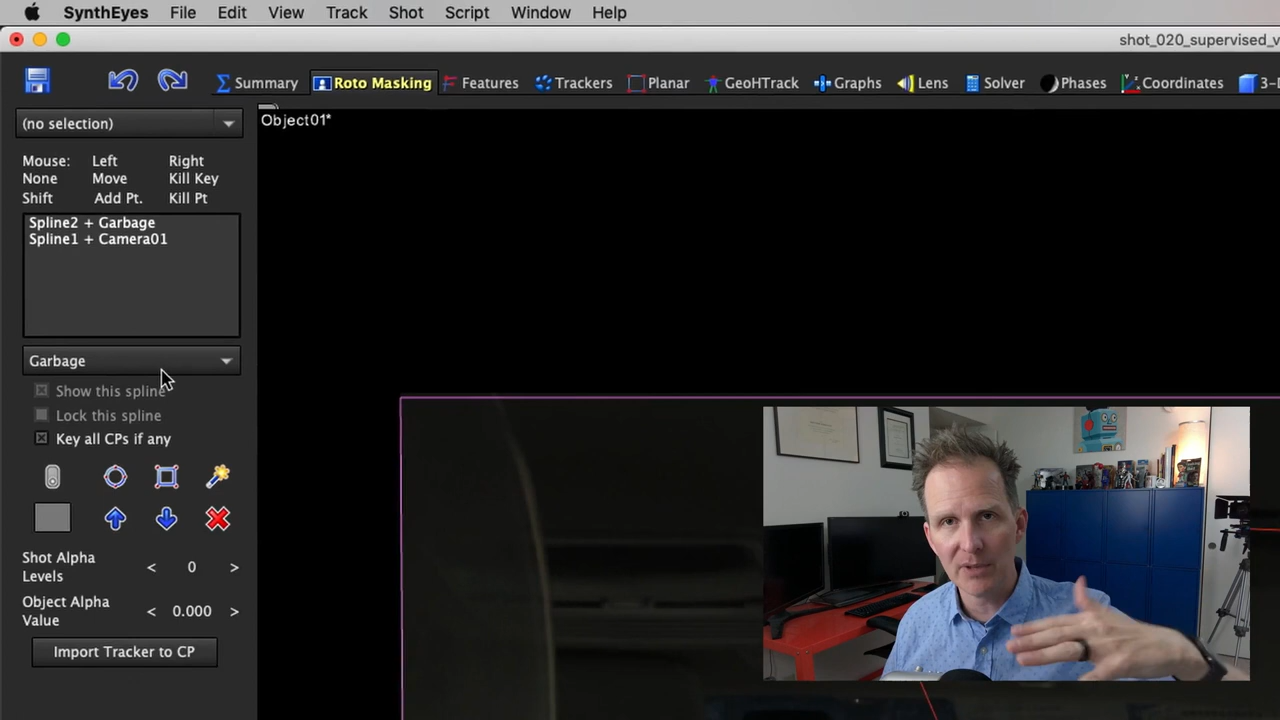 SynthEyes File Edit View Track Shot Script Window Help
shot_020_supervised_v
Summary Roto Masking Features Trackers Planar GeoHTrack Graphs Lens Solver Phases Coordinates 3-
(no selection)
Object01*
Mouse: Left Right
None Move Kill Key
Shift Add Pt. Kill Pt
Spline2 + Garbage
Spline1 + Camera01
Garbage
Show this spline
Lock this spline
Key all CPs if any
Shot Alpha
Levels < 0 >
Object Alpha
Value < 0.000 >
Import Tracker to CP